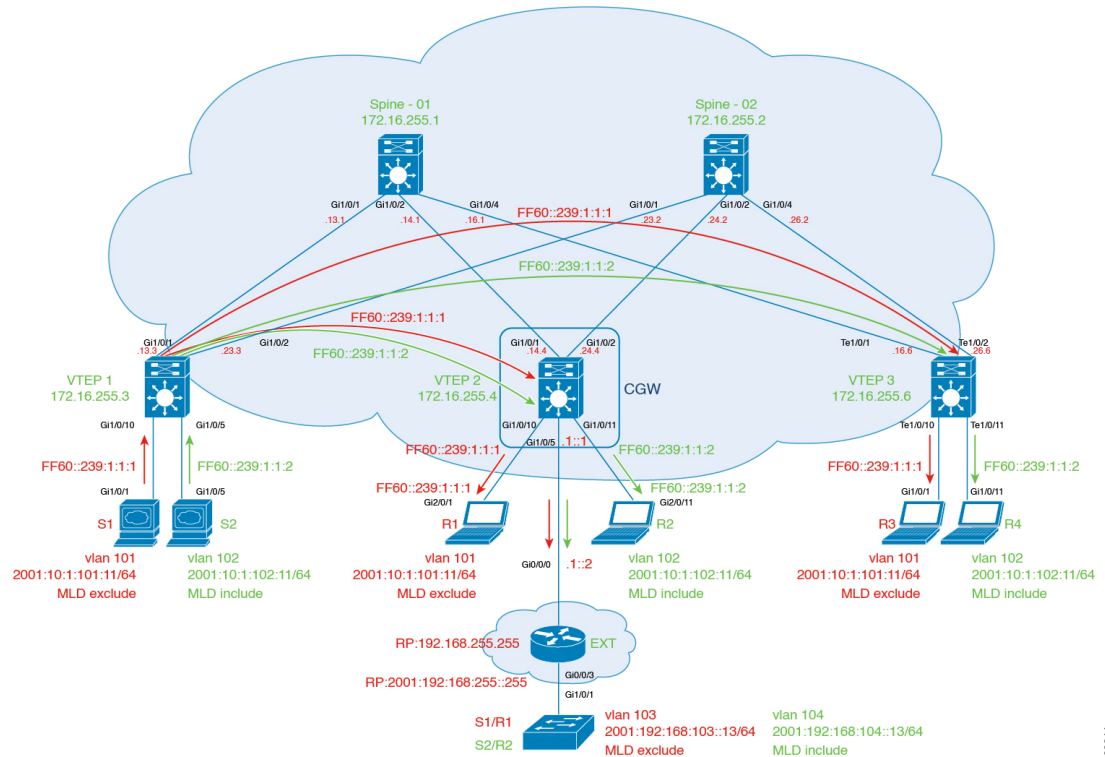 Spine - 01
172.16.255.1
Spine - 02
172.16.255.2
Gi1/0/1
Gi1/0/2
Gi1/0/4
.13.1
.14.1
.16.1
Gi1/0/1
Gi1/0/2
Gi1/0/4
.23.2
.24.2
.26.2
FF60::239:1:1:1
FF60::239:1:1:2
FF60::239:1:1:1
FF60::239:1:1:2
Gi1/0/1
.13.3
.23.3
Gi1/0/2
VTEP 1
172.16.255.3
Gi1/0/10
Gi1/0/5
Gi1/0/1
Gi1/0/2
.14.4
.24.4
VTEP 2
172.16.255.4
CGW
Gi1/0/10
Gi1/0/11
Gi1/0/5
.1::1
Te1/0/1
Te1/0/2
.16.6
.26.6
VTEP 3
172.16.255.6
Te1/0/10
Te1/0/11
FF60::239:1:1:1
FF60::239:1:1:2
Gi1/0/1
Gi1/0/5
S1
S2
vlan 101
2001:10:1:101:11/64
MLD exclude
vlan 102
2001:10:1:102:11/64
MLD include
FF60::239:1:1:1
FF60::239:1:1:1
Gi2/0/1
R1
vlan 101
2001:10:1:101:11/64
MLD exclude
FF60::239:1:1:2
FF60::239:1:1:2
Gi2/0/11
R2
vlan 102
2001:10:1:102:11/64
MLD include
FF60::239:1:1:1
FF60::239:1:1:2
Gi1/0/1
Gi1/0/11
R3
R4
vlan 101
2001:10:1:101:11/64
MLD exclude
vlan 102
2001:10:1:102:11/64
MLD include
Gi0/0/0
.1::2
RP:192.168.255.255
EXT
RP:2001:192:168:255::255
Gi0/0/3
Gi1/0/1
S1/R1
S2/R2
vlan 103
2001:192:168:103::13/64
MLD exclude
vlan 104
2001:192:168:104::13/64
MLD include